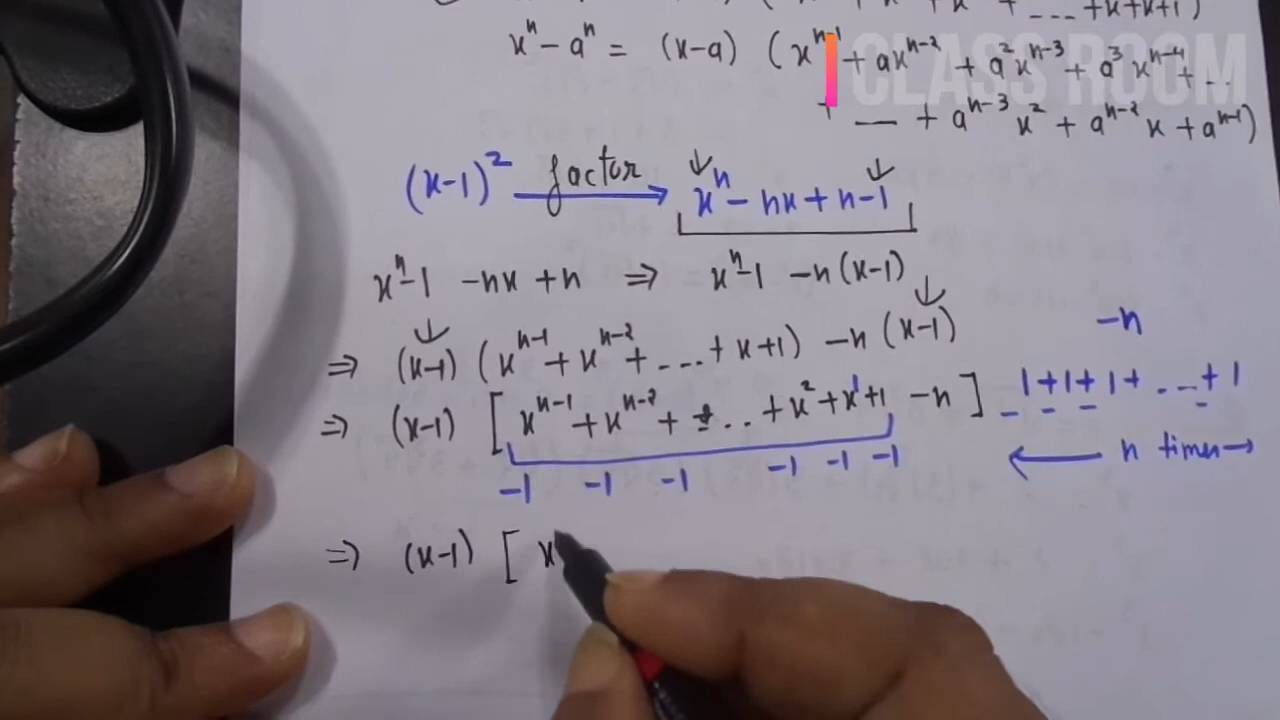 + ... + x + x + 1)
xⁿ - aⁿ = (x-a) (xⁿ⁻¹ + axⁿ⁻² + a²xⁿ⁻³ + a³xⁿ⁻⁴ + ...
CLASS ROOM
+ — + aⁿ⁻³x² + aⁿ⁻²x + aⁿ⁻¹)
(x-1)² factor → xⁿ - nx + n - 1
xⁿ-1 -nx + n ⇒ xⁿ-1 -n(x-1)
⇒ (x-1) (xⁿ⁻¹ + xⁿ⁻² + ... + x+1) -n (x-1)
-n
⇒ (x-1) [xⁿ⁻¹ + xⁿ⁻² + ... + x² + x¹ + 1 - n] 1+1+1+ ... + 1
-1 -1 -1 -1 -1 -1 ← n times →
⇒ (x-1) [ x